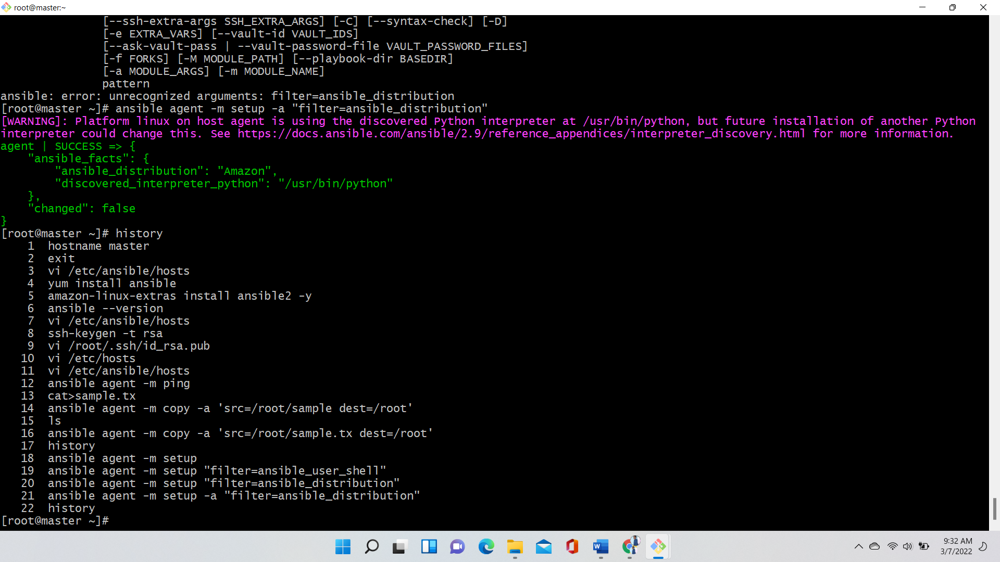 root@master:~
[--ssh-extra-args SSH_EXTRA_ARGS] [-C] [--syntax-check] [-D]
[-e EXTRA_VARS] [--vault-id VAULT_IDS]
[--ask-vault-pass | --vault-password-file VAULT_PASSWORD_FILES]
[-f FORKS] [-M MODULE_PATH] [--playbook-dir BASEDIR]
[-a MODULE_ARGS] [-m MODULE_NAME]
pattern
ansible: error: unrecognized arguments: filter=ansible_distribution
[root@master ~]# ansible agent -m setup -a "filter=ansible_distribution"
[WARNING]: Platform linux on host agent is using the discovered Python interpreter at /usr/bin/python, but future installation of another Python
interpreter could change this. See https://docs.ansible.com/ansible/2.9/reference_appendices/interpreter_discovery.html for more information.
agent | SUCCESS => {
    "ansible_facts": {
        "ansible_distribution": "Amazon",
        "discovered_interpreter_python": "/usr/bin/python"
    },
    "changed": false
}
[root@master ~]# history
    1  hostname master
    2  exit
    3  vi /etc/ansible/hosts
    4  yum install ansible
    5  amazon-linux-extras install ansible2 -y
    6  ansible --version
    7  vi /etc/ansible/hosts
    8  ssh-keygen -t rsa
    9  vi /root/.ssh/id_rsa.pub
   10  vi /etc/hosts
   11  vi /etc/ansible/hosts
   12  ansible agent -m ping
   13  cat>sample.tx
   14  ansible agent -m copy -a 'src=/root/sample dest=/root'
   15  ls
   16  ansible agent -m copy -a 'src=/root/sample.tx dest=/root'
   17  history
   18  ansible agent -m setup
   19  ansible agent -m setup "filter=ansible_user_shell"
   20  ansible agent -m setup "filter=ansible_distribution"
   21  ansible agent -m setup -a "filter=ansible_distribution"
   22  history
[root@master ~]#
W
9:32 AM
3/7/2022